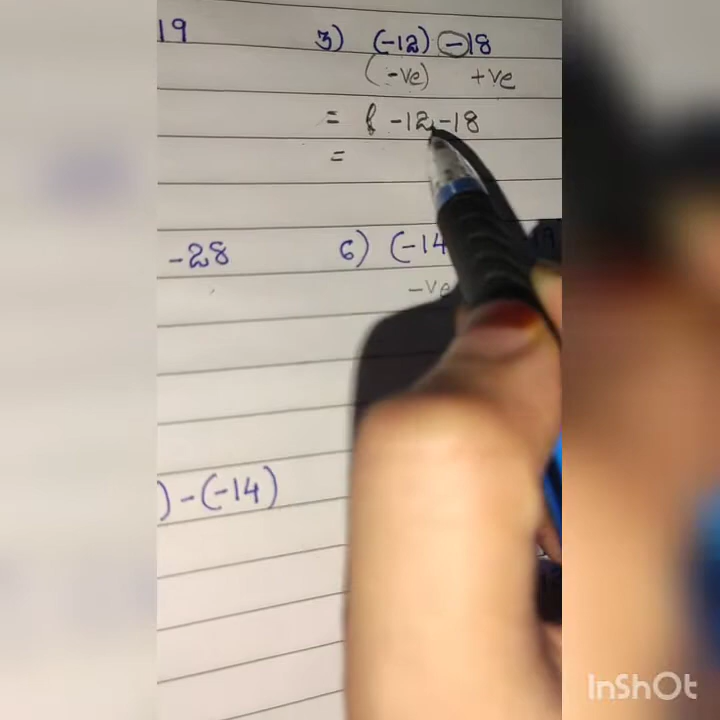 19
3) (-12) -18
(-ve) +ve
= -12 -18
=
-28
6) (-14
-ve
) - (-14)
InShOt